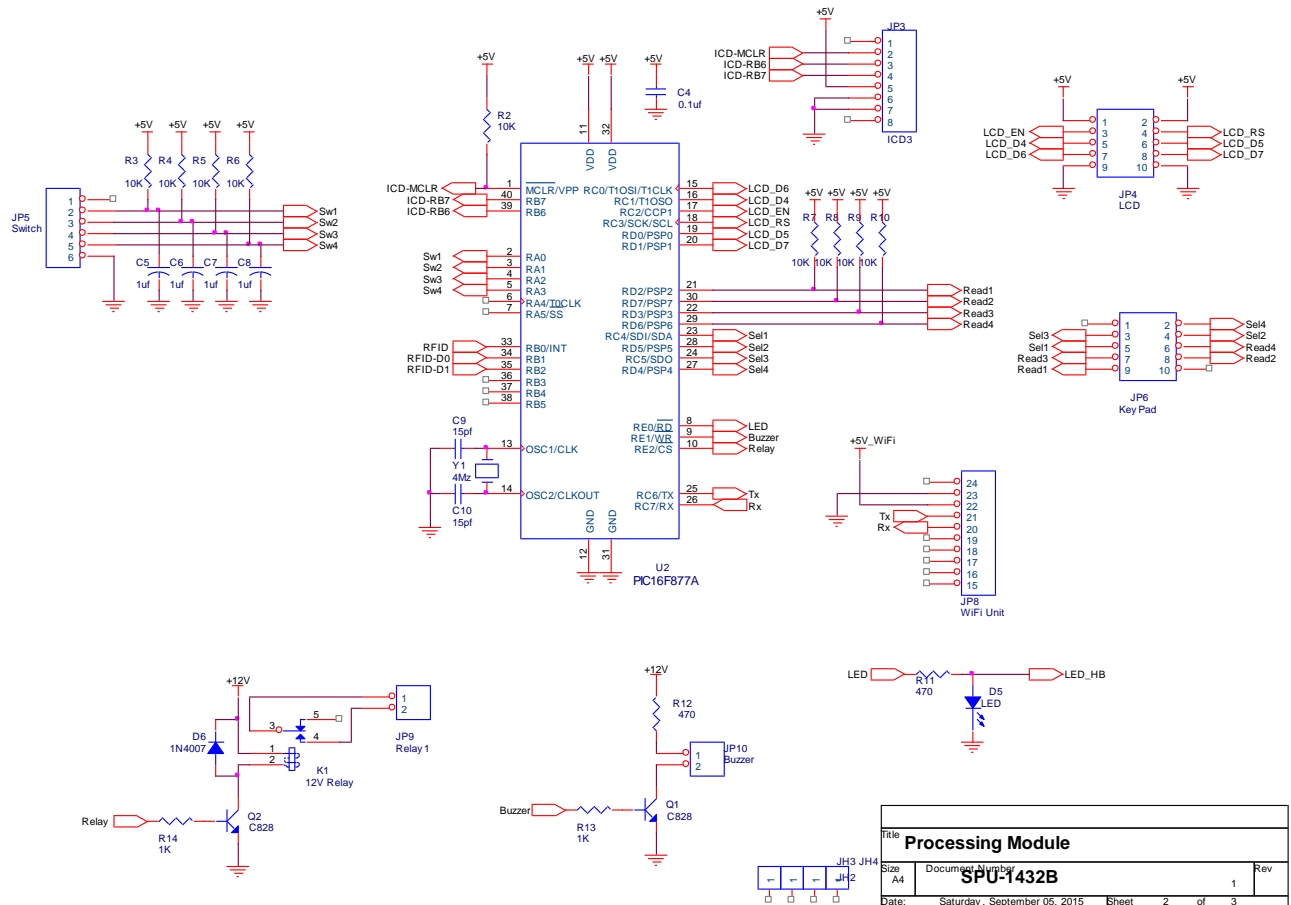 +5V
JP3
1
ICD-MCLR
2
ICD-RB6
3
ICD-RB7
4
5
6
7
8
ICD3
+5V
R2
10K
+5V +5V
+5V
C4
0.1uf
+5V +5V
1 2
LCD_EN 3 4 LCD_RS
LCD_D4 5 6 LCD_D5
LCD_D6 7 8 LCD_D7
9 10
JP4
LCD
+5V +5V +5V +5V
R3 R4 R5 R6
10K 10K 10K 10K
JP5
Switch
1
2 Sw1
3 Sw2
4 Sw3
5 Sw4
6
C5 C6 C7 C8
1uf 1uf 1uf 1uf
11 32
VDD VDD
ICD-MCLR 1 MCLR/VPP RC0/T1OSI/T1CLK 15 LCD_D6
ICD-RB7 40 RB7 RC1/T1OSO 16 LCD_D4
ICD-RB6 39 RB6 RC2/CCP1 17 LCD_EN
RC3/SCK/SCL 18 LCD_RS
RD0/PSP0 19 LCD_D5
RD1/PSP1 20 LCD_D7
Sw1 2 RA0
Sw2 3 RA1
Sw3 4 RA2
Sw4 5 RA3
6 RA4/T0CLK
7 RA5/SS
+5V +5V +5V +5V
R7 R8 R9 R10
10K 10K 10K 10K
RD2/PSP2 21 Read1
RD7/PSP7 30 Read2
RD3/PSP3 22 Read3
RD6/PSP6 29 Read4
RC4/SDI/SDA 23 Sel1
RD5/PSP5 28 Sel2
RC5/SDO 24 Sel3
RD4/PSP4 27 Sel4
RFID 33 RB0/INT
RFID-D0 34 RB1
RFID-D1 35 RB2
36 RB3
37 RB4
38 RB5
1 2 Sel4
Sel3 3 4 Sel2
Sel1 5 6 Read4
Read3 7 8 Read2
Read1 9 10
JP6
Key Pad
RE0/RD 8 LED
RE1/WR 9 Buzzer
RE2/CS 10 Relay
C9
15pf
13 OSC1/CLK
Y1
4Mz
14 OSC2/CLKOUT
C10
15pf
RC6/TX 25 Tx
RC7/RX 26 Rx
GND GND
12 31
U2
PIC16F877A
+5V_WiFi
24
23
22
Tx 21
Rx 20
19
18
17
16
15
JP8
WiFi Unit
+12V
D6
1N4007
3 5
4
1
2
K1
12V Relay
1
2
JP9
Relay1
Relay
R14
1K
Q2
C828
+12V
R12
470
1
2
JP10
Buzzer
Buzzer
R13
1K
Q1
C828
LED
R11
470
LED_HB
D5
LED
JH3 JH4
JH2
1 1 1 1
Title
Processing Module
Size Document Number Rev
A4 SPU-1432B 1
Date: Saturday, September 05, 2015 Sheet 2 of 3